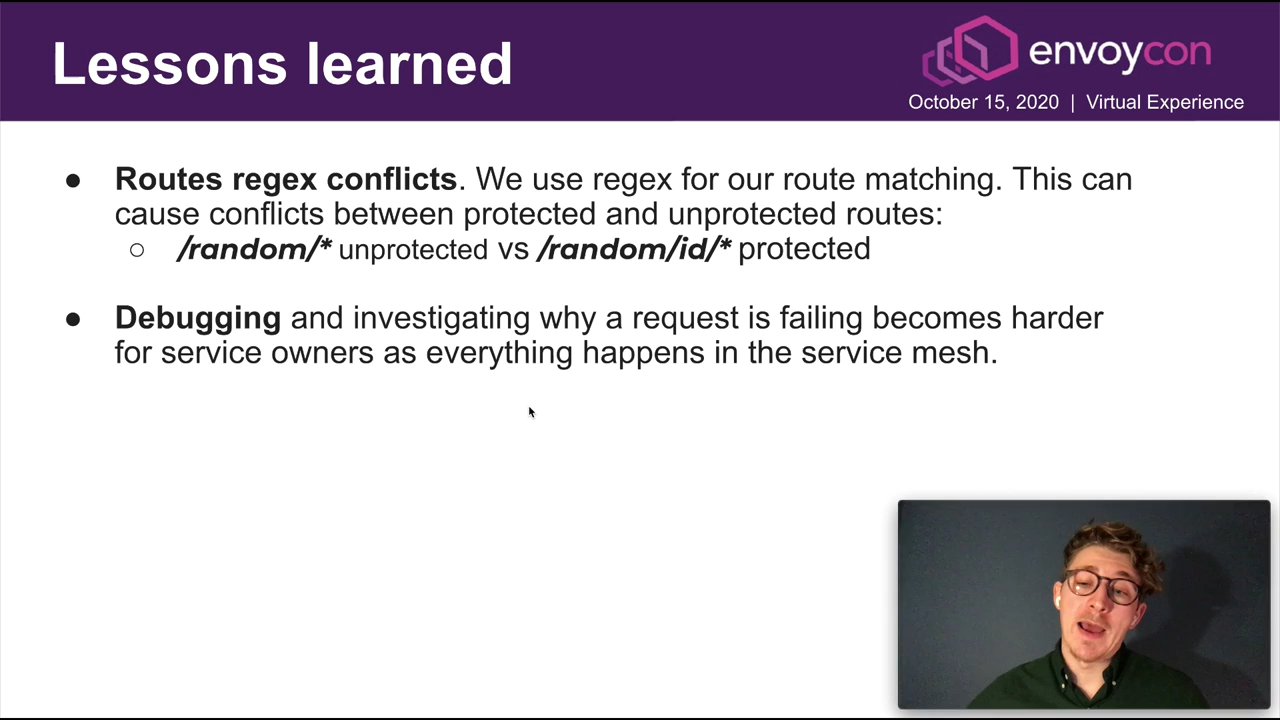 Lessons learned
envoycon
October 15, 2020 | Virtual Experience
● Routes regex conflicts. We use regex for our route matching. This can
cause conflicts between protected and unprotected routes:
○ /random/* unprotected vs /random/id/* protected
● Debugging and investigating why a request is failing becomes harder
for service owners as everything happens in the service mesh.